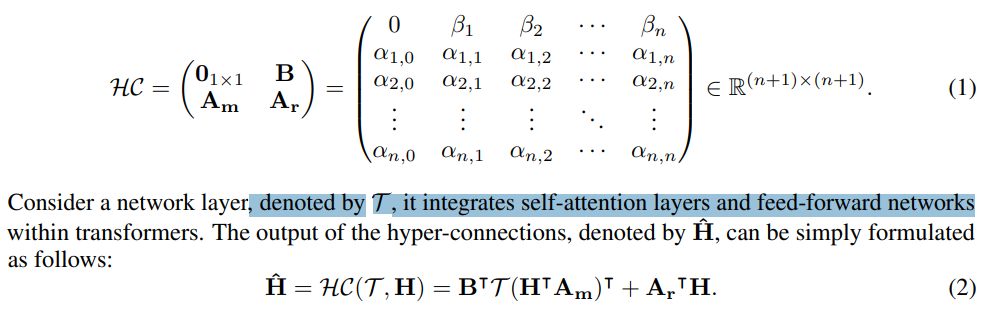 $\mathcal{HC} = \begin{pmatrix} \mathbf{0}_{1\times 1} & \mathbf{B} \\ \mathbf{A_m} & \mathbf{A_r} \end{pmatrix} = \begin{pmatrix} 0 & \beta_1 & \beta_2 & \cdots & \beta_n \\ \alpha_{1,0} & \alpha_{1,1} & \alpha_{1,2} & \cdots & \alpha_{1,n} \\ \alpha_{2,0} & \alpha_{2,1} & \alpha_{2,2} & \cdots & \alpha_{2,n} \\ \vdots & \vdots & \vdots & \ddots & \vdots \\ \alpha_{n,0} & \alpha_{n,1} & \alpha_{n,2} & \cdots & \alpha_{n,n} \end{pmatrix} \in \mathbb{R}^{(n+1)\times(n+1)}.$ (1)
Consider a network layer, denoted by $\mathcal{T}$, it integrates self-attention layers and feed-forward networks
within transformers. The output of the hyper-connections, denoted by $\hat{\mathbf{H}}$, can be simply formulated
as follows:
$\hat{\mathbf{H}} = \mathcal{HC}(\mathcal{T}, \mathbf{H}) = \mathbf{B}^\intercal \mathcal{T}(\mathbf{H}^\intercal \mathbf{A_m})^\intercal + \mathbf{A_r}^\intercal \mathbf{H}.$ (2)